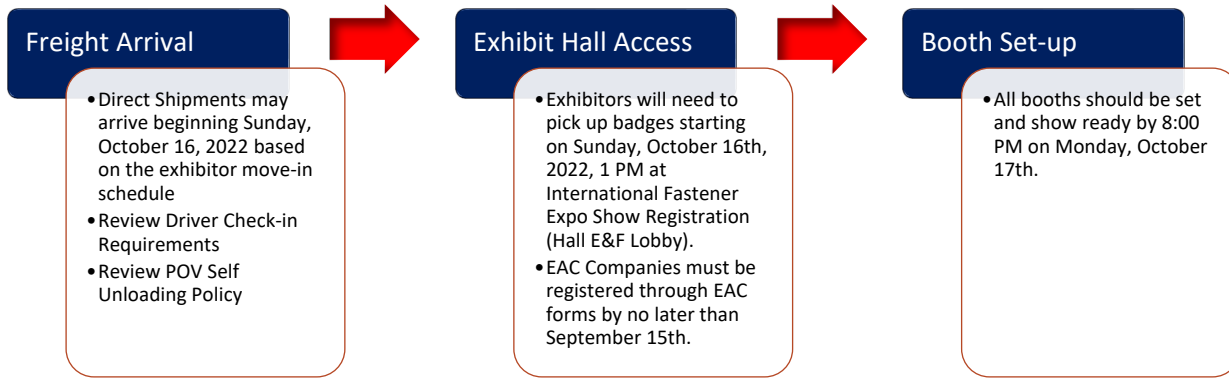 Freight Arrival
•Direct Shipments may
arrive beginning Sunday,
October 16, 2022 based
on the exhibitor move-in
schedule
•Review Driver Check-in
Requirements
•Review POV Self
Unloading Policy
Exhibit Hall Access
•Exhibitors will need to
pick up badges starting
on Sunday, October 16th,
2022, 1 PM at
International Fastener
Expo Show Registration
(Hall E&F Lobby).
•EAC Companies must be
registered through EAC
forms by no later than
September 15th.
Booth Set-up
•All booths should be set
and show ready by 8:00
PM on Monday, October
17th.